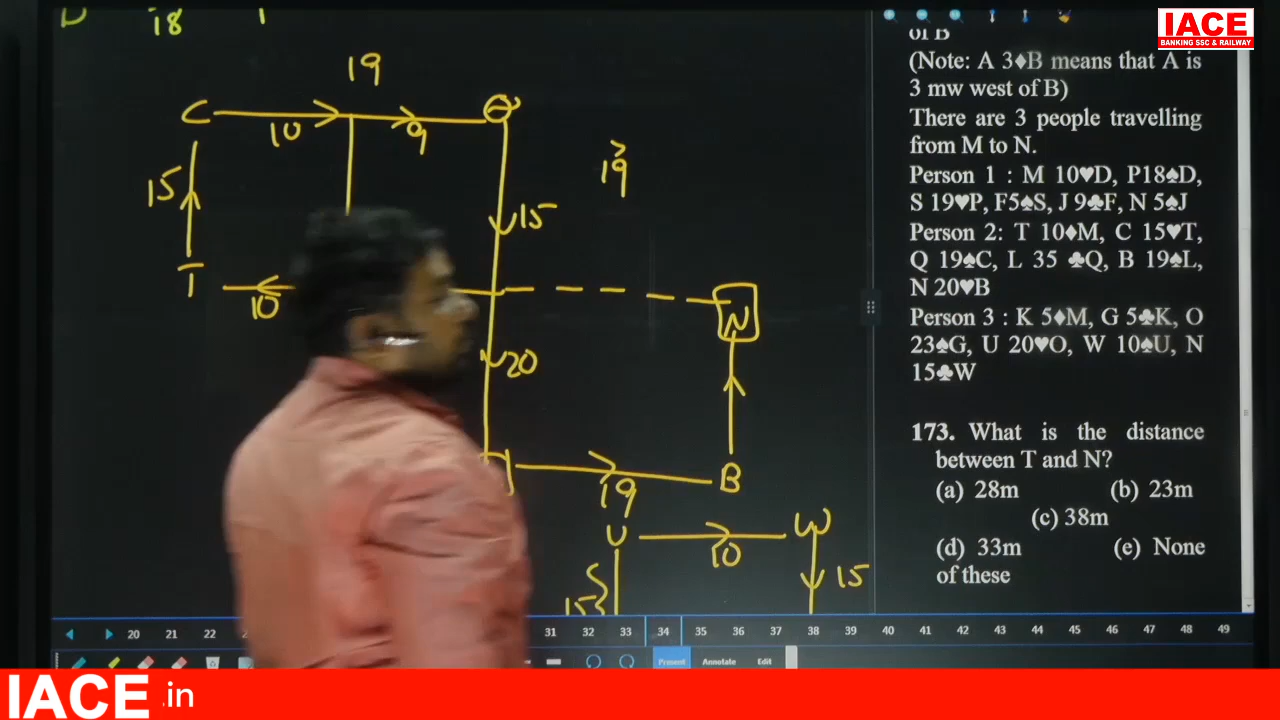 18
IACE
BANKING SSC & RAILWAY
(Note: A 3♦B means that A is
3 mw west of B)
There are 3 people travelling
from M to N.
Person 1 : M 10♥D, P18♠D,
S 19♥P, F5♠S, J 9♣F, N 5♠J
Person 2: T 10♦M, C 15♥T,
Q 19♠C, L 35 ♣Q, B 19♠L,
N 20♥B
Person 3 : K 5♦M, G 5♣K, O
23♠G, U 20♥O, W 10♠U, N
15♣W
173. What is the distance
between T and N?
(a) 28m (b) 23m
(c) 38m
(d) 33m (e) None
of these
19
C
10
9
Q
15
19
15
T
10
N
20
B
19
U
W
10
15
15
20 21 22 31 32 33 34 35 36 37 38 39 40 41 42 43 44 45 46 47 48 49
Present Annotate Edit
IACE.in